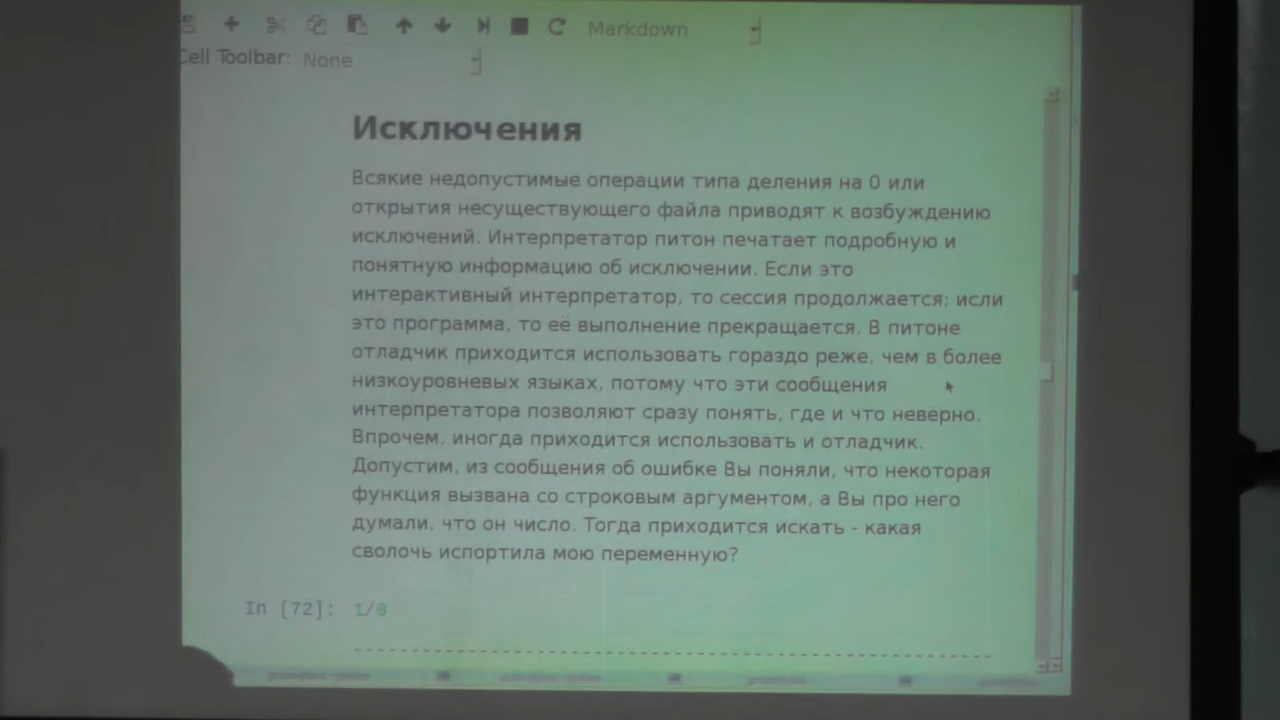 Markdown
Cell Toolbar: None
Исключения
Всякие недопустимые операции типа деления на 0 или
открытия несуществующего файла приводят к возбуждению
исключений. Интерпретатор питон печатает подробную и
понятную информацию об исключении. Если это
интерактивный интерпретатор, то сессия продолжается; исли
это программа, то её выполнение прекращается. В питоне
отладчик приходится использовать гораздо реже, чем в более
низкоуровневых языках, потому что эти сообщения
интерпретатора позволяют сразу понять, где и что неверно.
Впрочем, иногда приходится использовать и отладчик.
Допустим, из сообщения об ошибке Вы поняли, что некоторая
функция вызвана со строковым аргументом, а Вы про него
думали, что он число. Тогда приходится искать - какая
сволочь испортила мою переменную?
In [72]: 1/0